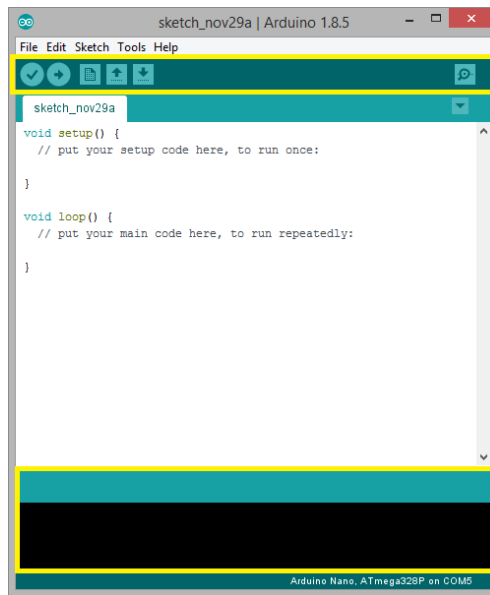 sketch_nov29a | Arduino 1.8.5
File Edit Sketch Tools Help
sketch_nov29a
void setup() {
// put your setup code here, to run once:
}
void loop() {
// put your main code here, to run repeatedly:
}
Arduino Nano, ATmega328P on COM5